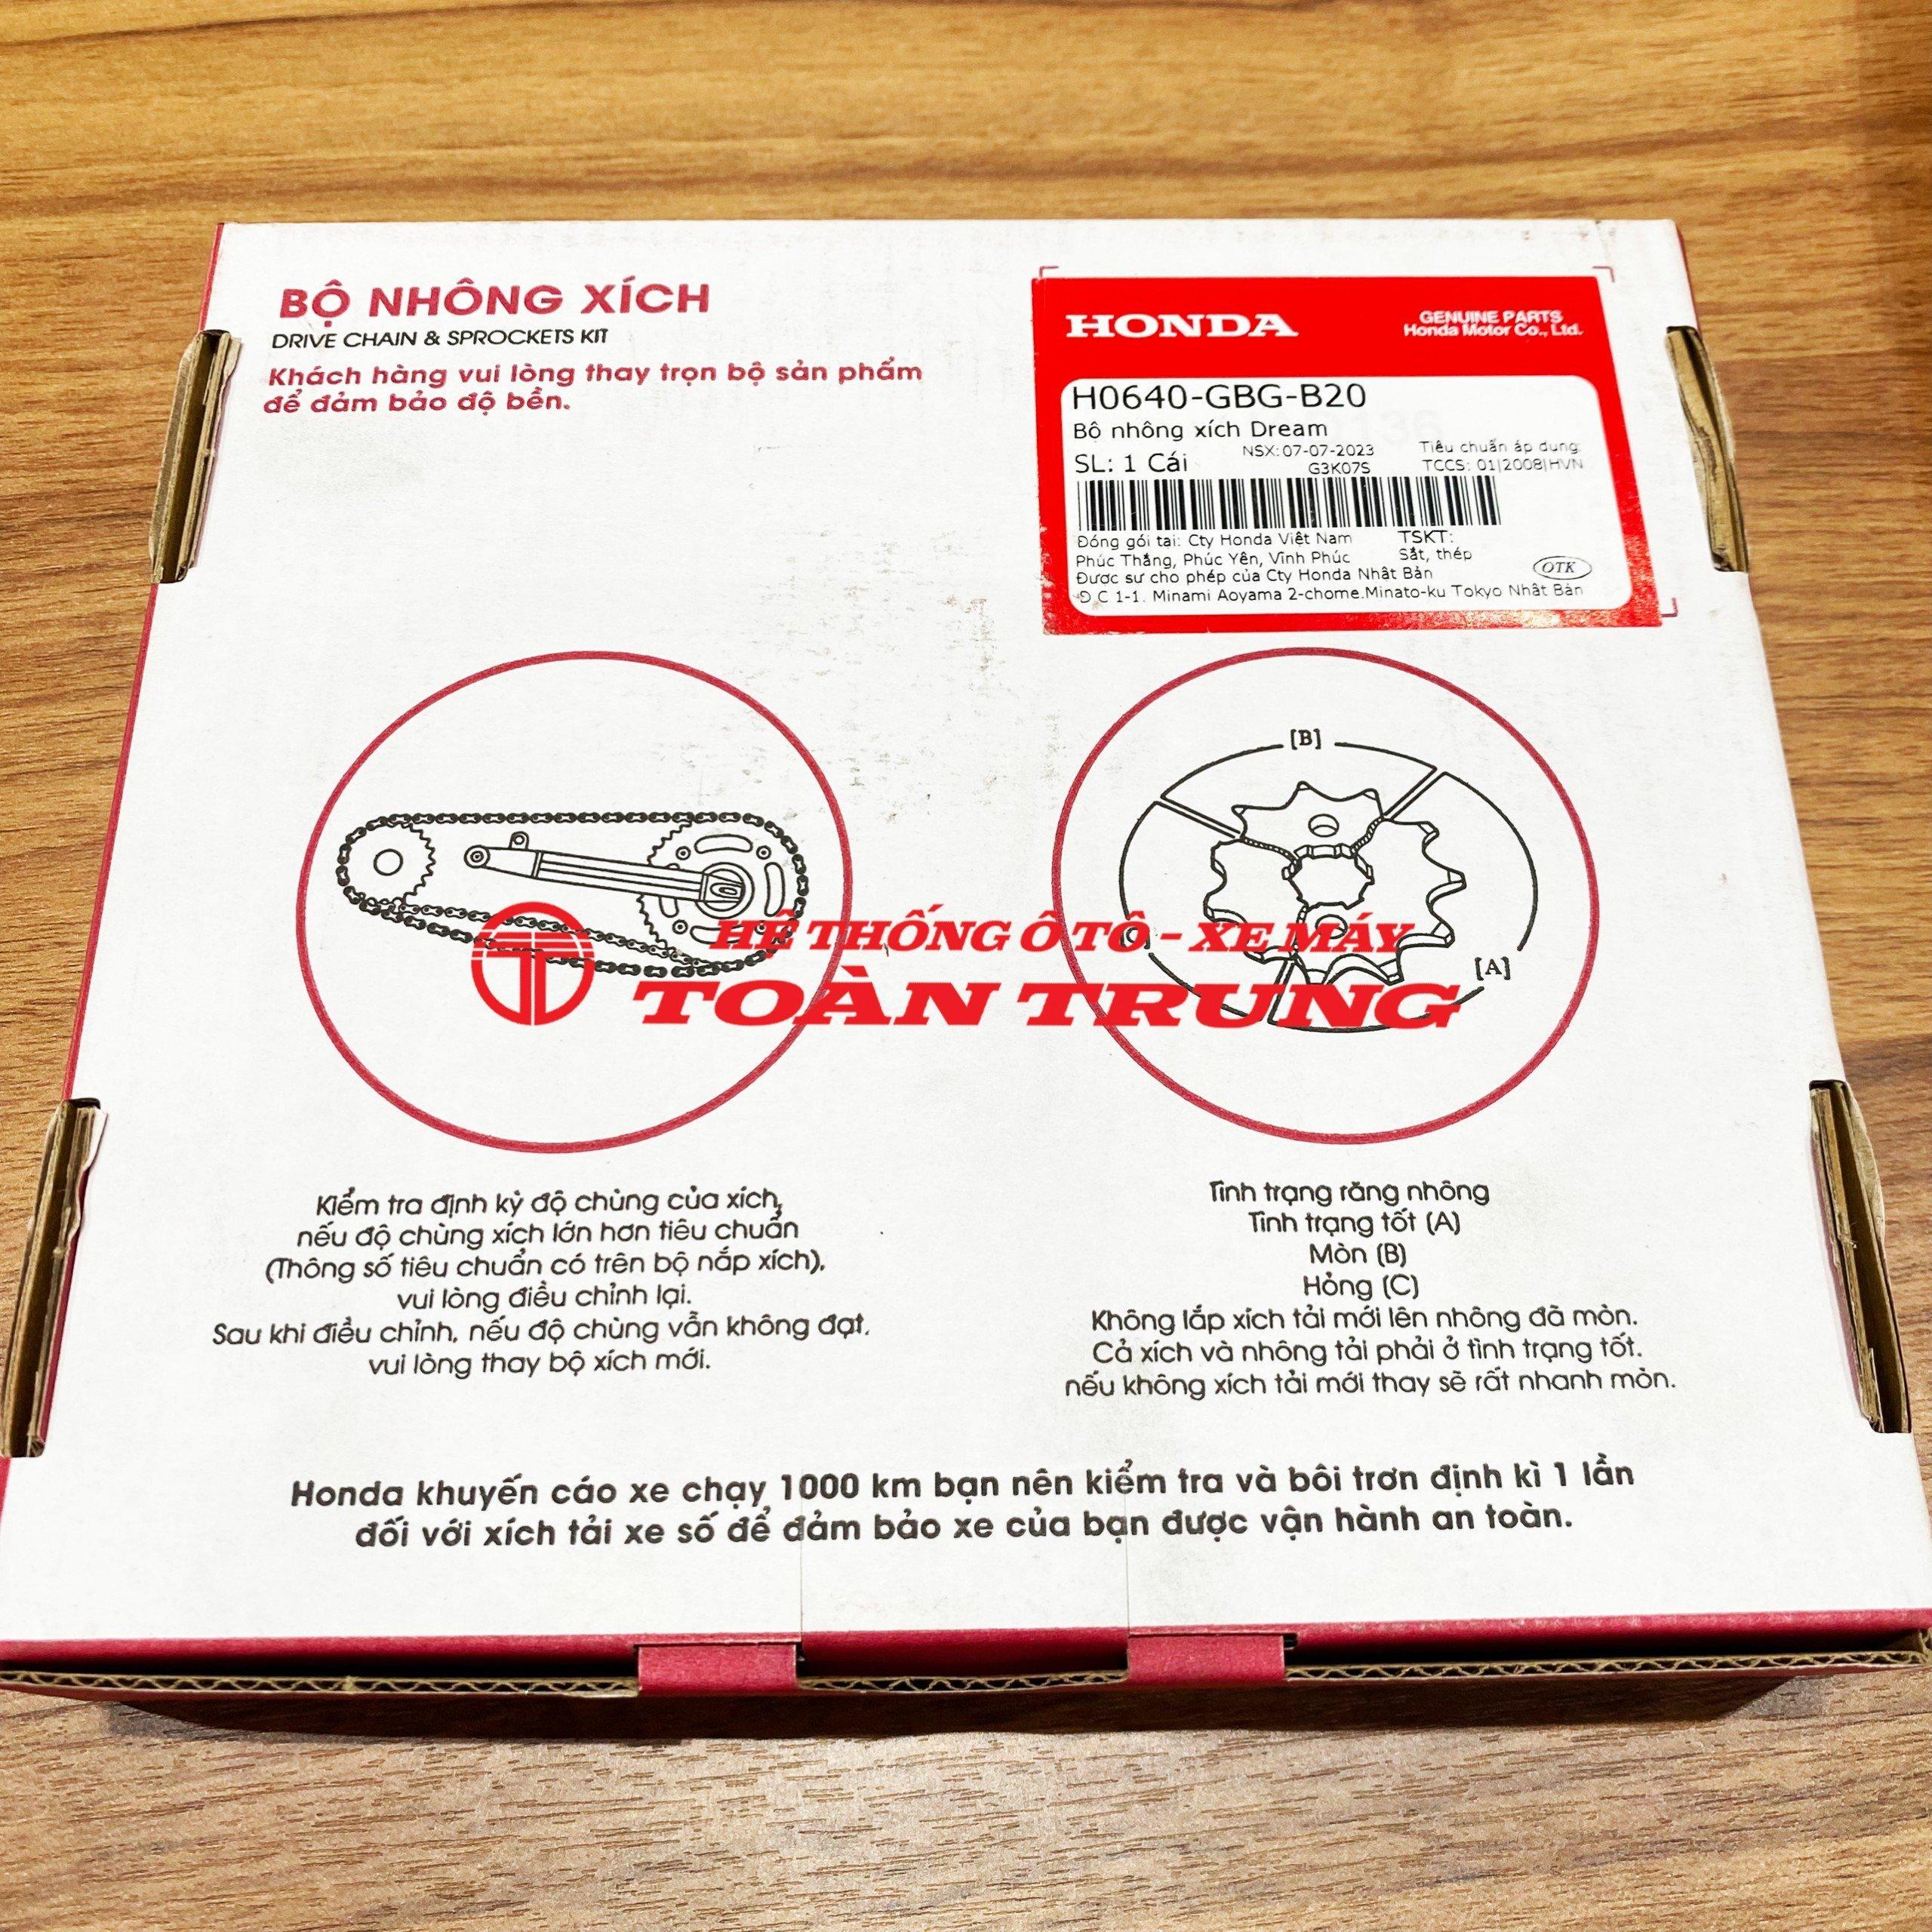 BỘ NHÔNG XÍCH
DRIVE CHAIN & SPROCKETS KIT
Khách hàng vui lòng thay trọn bộ sản phẩm
để đảm bảo độ bền.
HONDA
GENUINE PARTS
Honda Motor Co., Ltd.
H0640-GBG-B20
Bộ nhông xích Dream
NSX:07-07-2023
Tiêu chuẩn áp dụng:
SL: 1 Cái
G3K07S
TCCS: 01|2008|HVN
Đóng gói tại: Cty Honda Việt Nam
TSKT:
Phúc Thắng, Phúc Yên, Vĩnh Phúc
Sắt, thép
Được sự cho phép của Cty Honda Nhật Bản
OTK
Đ C 1-1. Minami Aoyama 2-chome.Minato-ku Tokyo Nhật Bản
[B]
[A]
HỆ THỐNG Ô TÔ - XE MÁY
TOÀN TRUNG
Kiểm tra định kỳ độ chùng của xích,
nếu độ chùng xích lớn hơn tiêu chuẩn
(Thông số tiêu chuẩn có trên bộ nắp xích),
vui lòng điều chỉnh lại.
Sau khi điều chỉnh, nếu độ chùng vẫn không đạt,
vui lòng thay bộ xích mới.
Tình trạng răng nhông
Tình trạng tốt (A)
Mòn (B)
Hỏng (C)
Không lắp xích tải mới lên nhông đã mòn.
Cả xích và nhông tải phải ở tình trạng tốt.
nếu không xích tải mới thay sẽ rất nhanh mòn.
Honda khuyến cáo xe chạy 1000 km bạn nên kiểm tra và bôi trơn định kì 1 lần
đối với xích tải xe số để đảm bảo xe của bạn được vận hành an toàn.